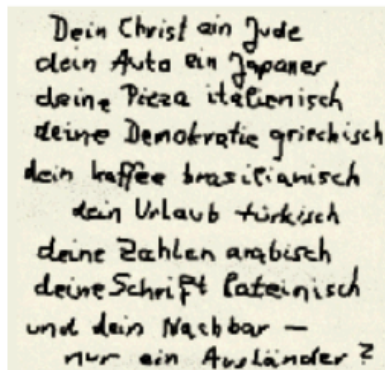 Dein Christ ein Jude
dein Auto ein Japaner
deine Pizza italienisch
deine Demokratie griechisch
dein Kaffee brasilianisch
dein Urlaub türkisch
deine Zahlen arabisch
deine Schrift lateinisch
und dein Nachbar –
nur ein Ausländer?